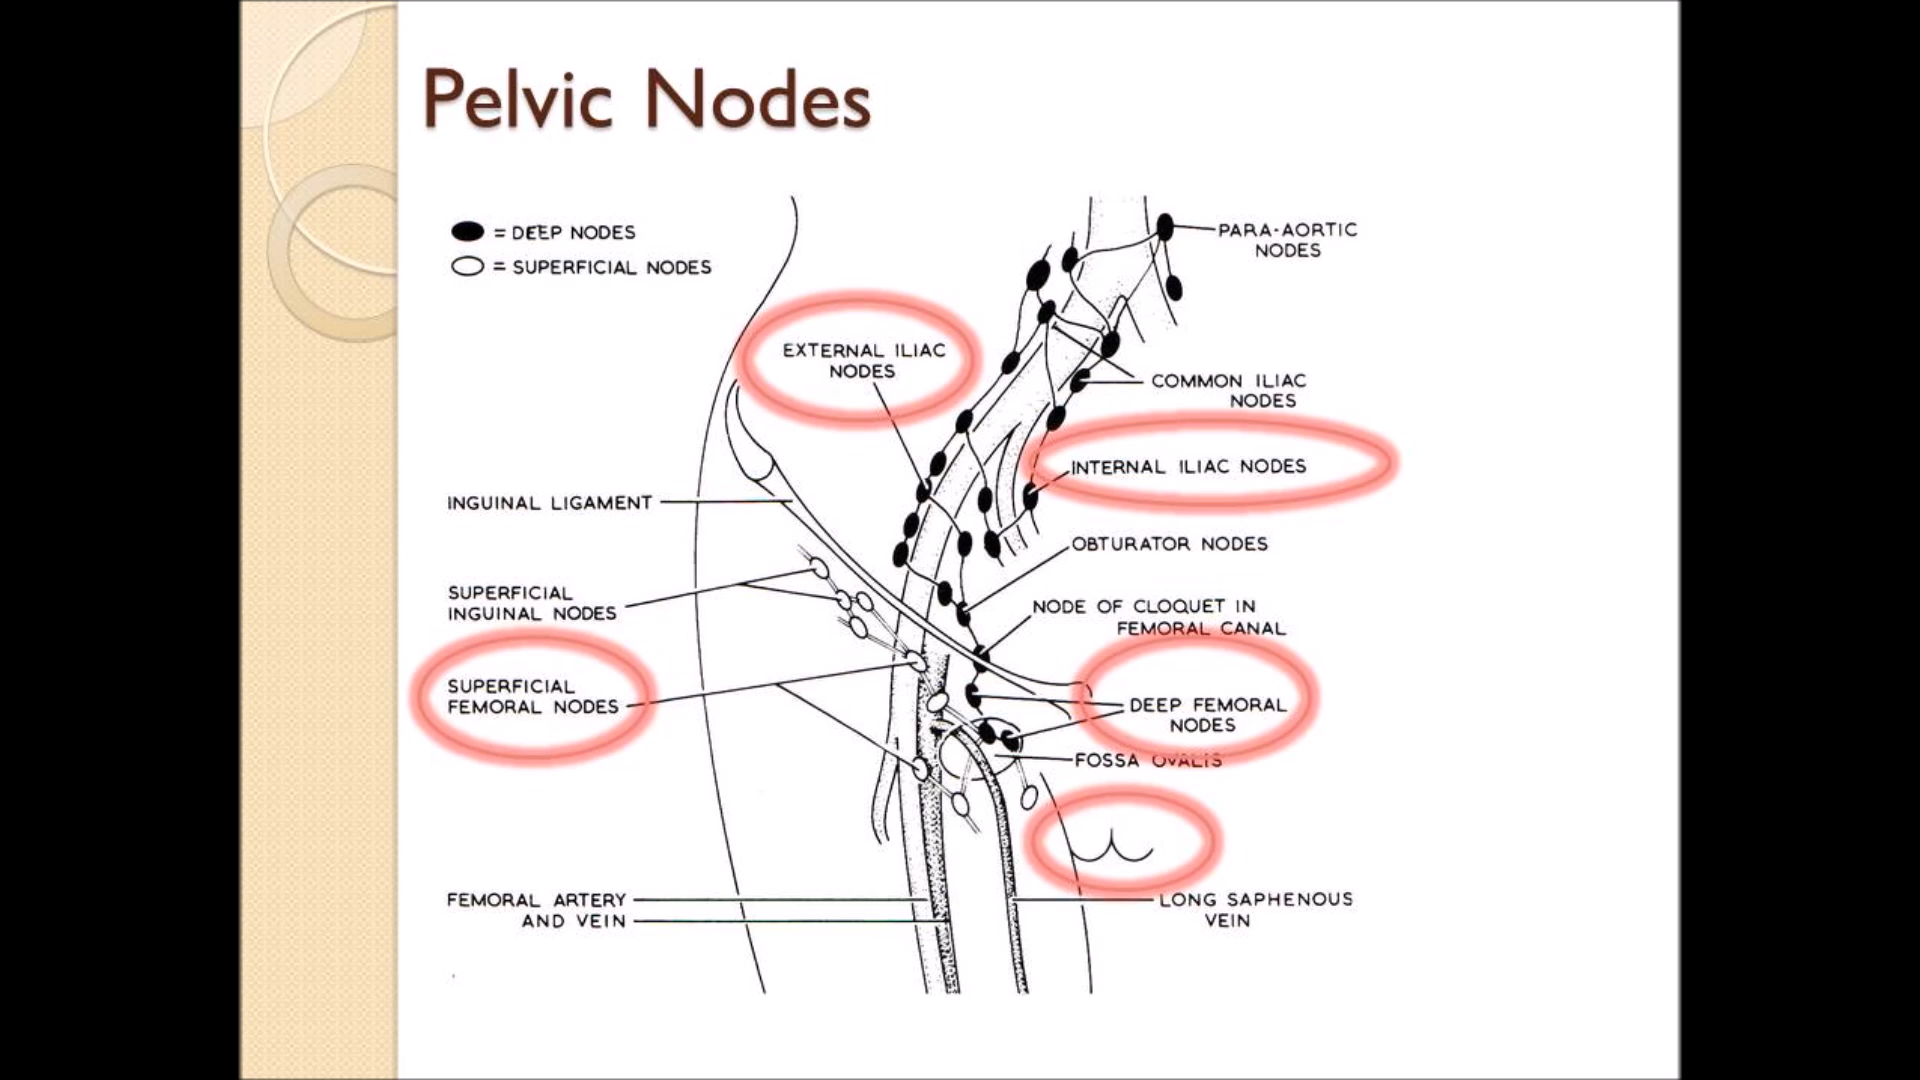 Pelvic Nodes
= DEEP NODES
= SUPERFICIAL NODES
PARA-AORTIC
NODES
EXTERNAL ILIAC
NODES
COMMON ILIAC
NODES
INTERNAL ILIAC NODES
INGUINAL LIGAMENT
OBTURATOR NODES
SUPERFICIAL
INGUINAL NODES
NODE OF CLOQUET IN
FEMORAL CANAL
SUPERFICIAL
FEMORAL NODES
DEEP FEMORAL
NODES
FOSSA OVALIS
FEMORAL ARTERY
AND VEIN
LONG SAPHENOUS
VEIN